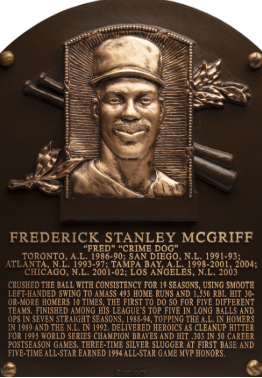 FREDERICK STANLEY MCGRIFF
"FRED" "CRIME DOG"
TORONTO, A.L. 1986-90; SAN DIEGO, N.L. 1991-93;
ATLANTA, N.L. 1993-97; TAMPA BAY, A.L. 1998-2001, 2004;
CHICAGO, N.L. 2001-02; LOS ANGELES, N.L. 2003
CRUSHED THE BALL WITH CONSISTENCY FOR 19 SEASONS, USING SMOOTH
LEFT-HANDED SWING TO AMASS 493 HOME RUNS AND 1,550 RBI. HIT 30-
OR-MORE HOMERS 10 TIMES, THE FIRST TO DO SO FOR FIVE DIFFERENT
TEAMS. FINISHED AMONG HIS LEAGUE'S TOP FIVE IN LONG BALLS AND
OPS IN SEVEN STRAIGHT SEASONS, 1988-94, TOPPING THE A.L. IN HOMERS
IN 1989 AND THE N.L. IN 1992. DELIVERED HEROICS AS CLEANUP HITTER
FOR 1995 WORLD SERIES CHAMPION BRAVES AND HIT .303 IN 50 CAREER
POSTSEASON GAMES. THREE-TIME SILVER SLUGGER AT FIRST BASE AND
FIVE-TIME ALL-STAR EARNED 1994 ALL-STAR GAME MVP HONORS.